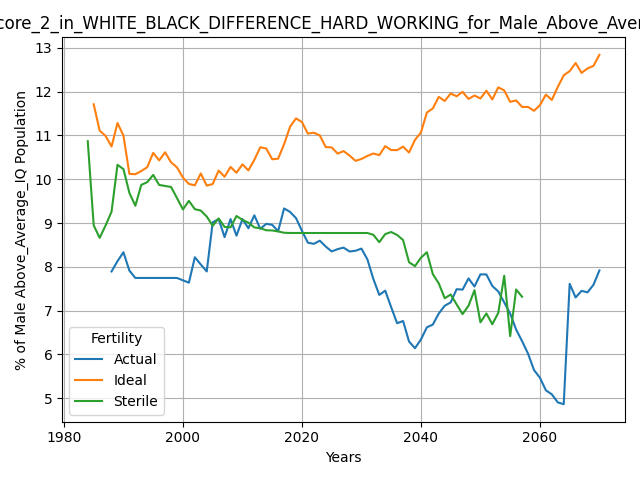 core_2_in_WHITE_BLACK_DIFFERENCE_HARD_WORKING_for_Male_Above_Aver
13
12
11
10
9
8
7
6
5
% of Male Above_Average_IQ Population
Fertility
Actual
Ideal
Sterile
1980
2000
2020
2040
2060
Years